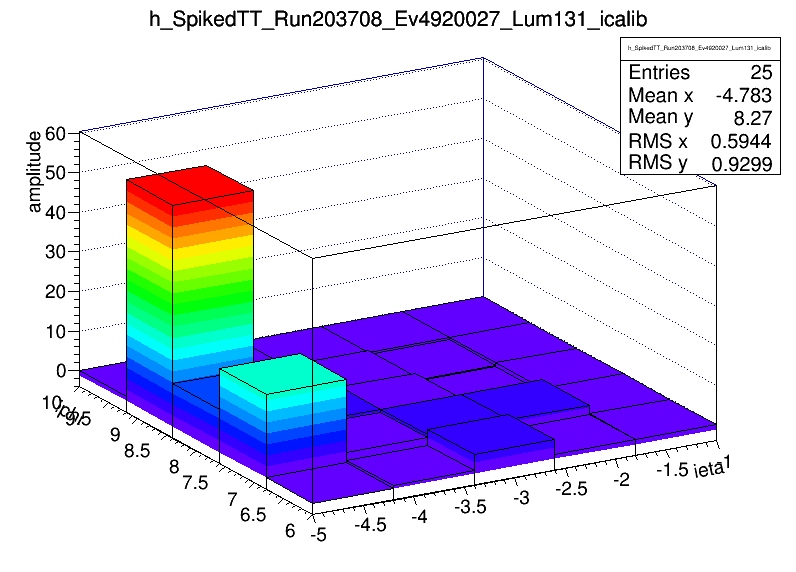 h_SpikedTT_Run203708_Ev4920027_Lum131_icalib
h_SpikedTT_Run203708_Ev4920027_Lum131_icalib
Entries 25
Mean x -4.783
Mean y 8.27
RMS x 0.5944
RMS y 0.9299
amplitude
60
50
40
30
20
10
0
10
iphi
9.5
9
8.5
8
7.5
7
6.5
6
-5
-4.5
-4
-3.5
-3
-2.5
-2
-1.5
ieta
-1